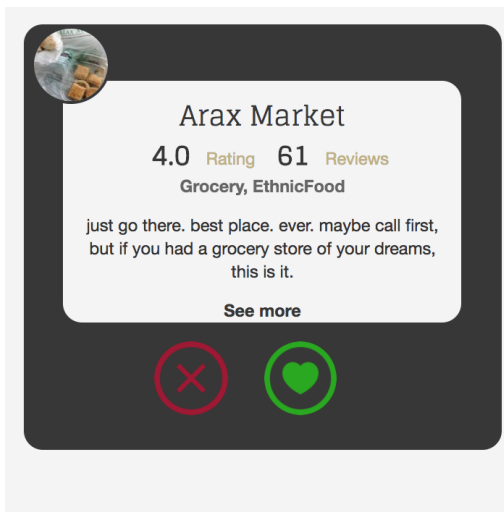 Arax Market
4.0 Rating 61 Reviews
Grocery, EthnicFood
just go there. best place. ever. maybe call first,
but if you had a grocery store of your dreams,
this is it.
See more